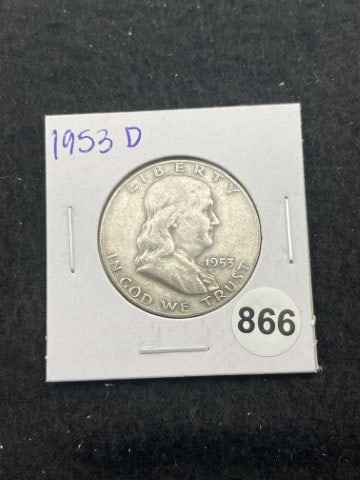 1953 D
LIBERTY
1953
IN GOD WE TRUST
866